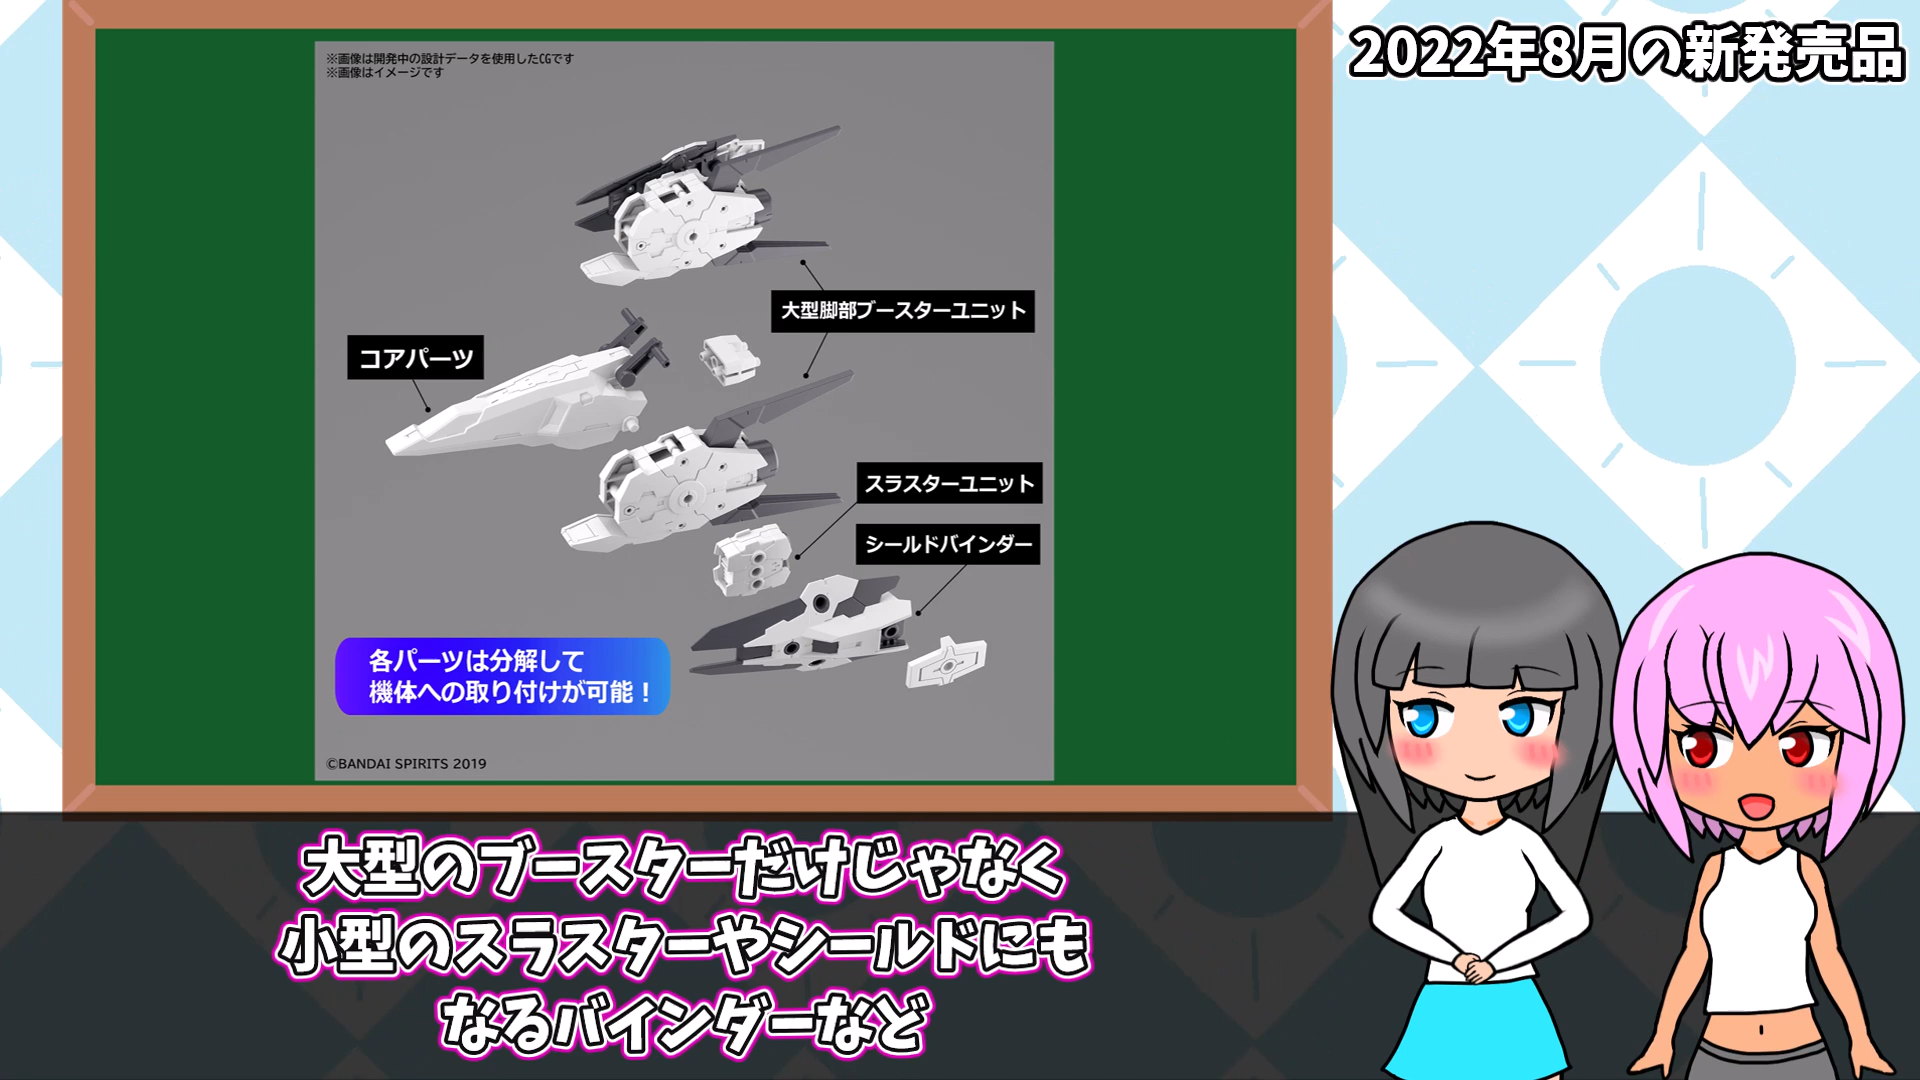 2022年8月の新発売品
※画像は開発中の設計データを使用したCGです
※画像はイメージです
大型脚部ブースターユニット
コアパーツ
スラスターユニット
シールドバインダー
各パーツは分解して
機体への取り付けが可能！
©BANDAI SPIRITS 2019
大型のブースターだけじゃなく
小型のスラスターやシールドにも
なるバインダーなど